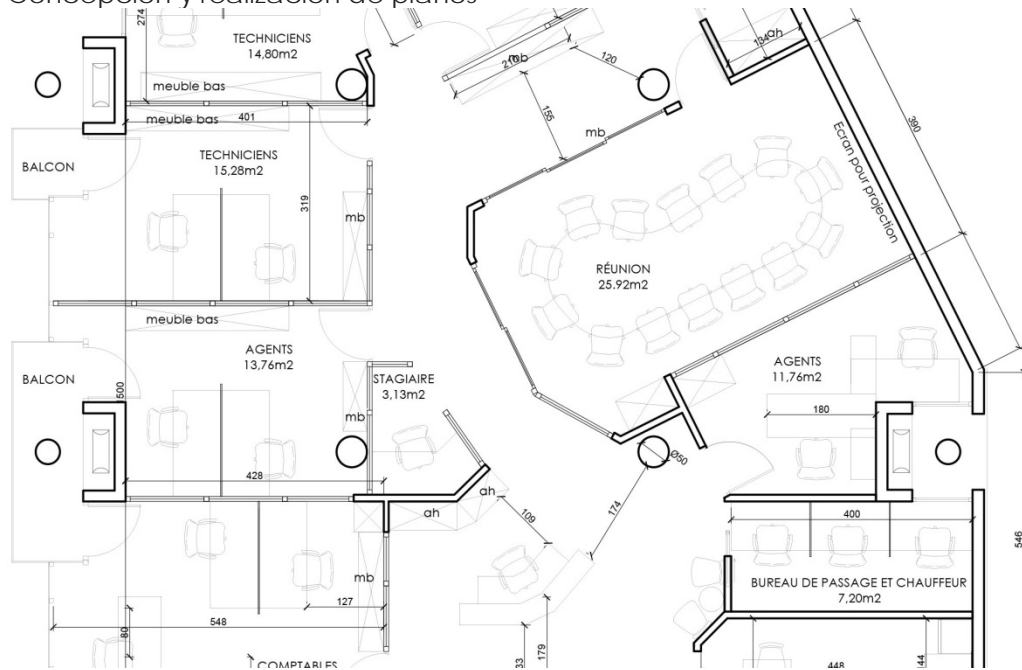 Concepción y realización de planos
274
TECHNICIENS
14,80m2
meuble bas
meuble bas
401
TECHNICIENS
15,28m2
BALCON
319
mb
meuble bas
AGENTS
13,76m2
BALCON
500
STAGIAIRE
3,13m2
mb
428
ah
ah
mb
127
548
80
COMPTABLES
210
mb
120
155
mb
134
ah
390
Ecran pour projection
RÉUNION
25.92m2
AGENTS
11,76m2
180
Ø50
174
109
400
546
BUREAU DE PASSAGE ET CHAUFFEUR
7,20m2
179
33
448
44